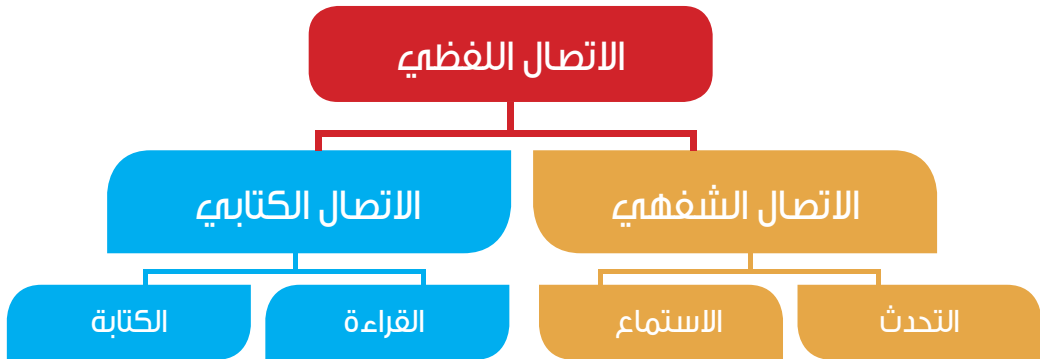 الاتصال اللفظي
الاتصال الشفهي
الاتصال الكتابي
التحدث
الاستماع
القراءة
الكتابة